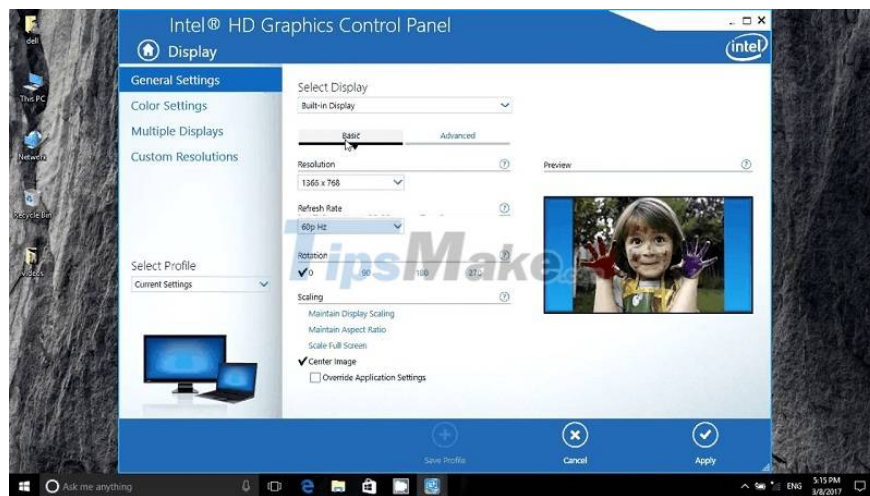 dell
This PC
Network
Recycle Bin
videos
Intel® HD Graphics Control Panel
Display
intel
General Settings
Color Settings
Multiple Displays
Custom Resolutions
Select Profile
Current Settings
Select Display
Built-in Display
Basic
Advanced
Resolution
1366 x 768
Refresh Rate
60p Hz
Rotation
0 90 180 270
Scaling
Maintain Display Scaling
Maintain Aspect Ratio
Scale Full Screen
Center Image
Override Application Settings
Preview
TipsMake
Save Profile
Cancel
Apply
Ask me anything
ENG
5:15 PM
3/8/2017